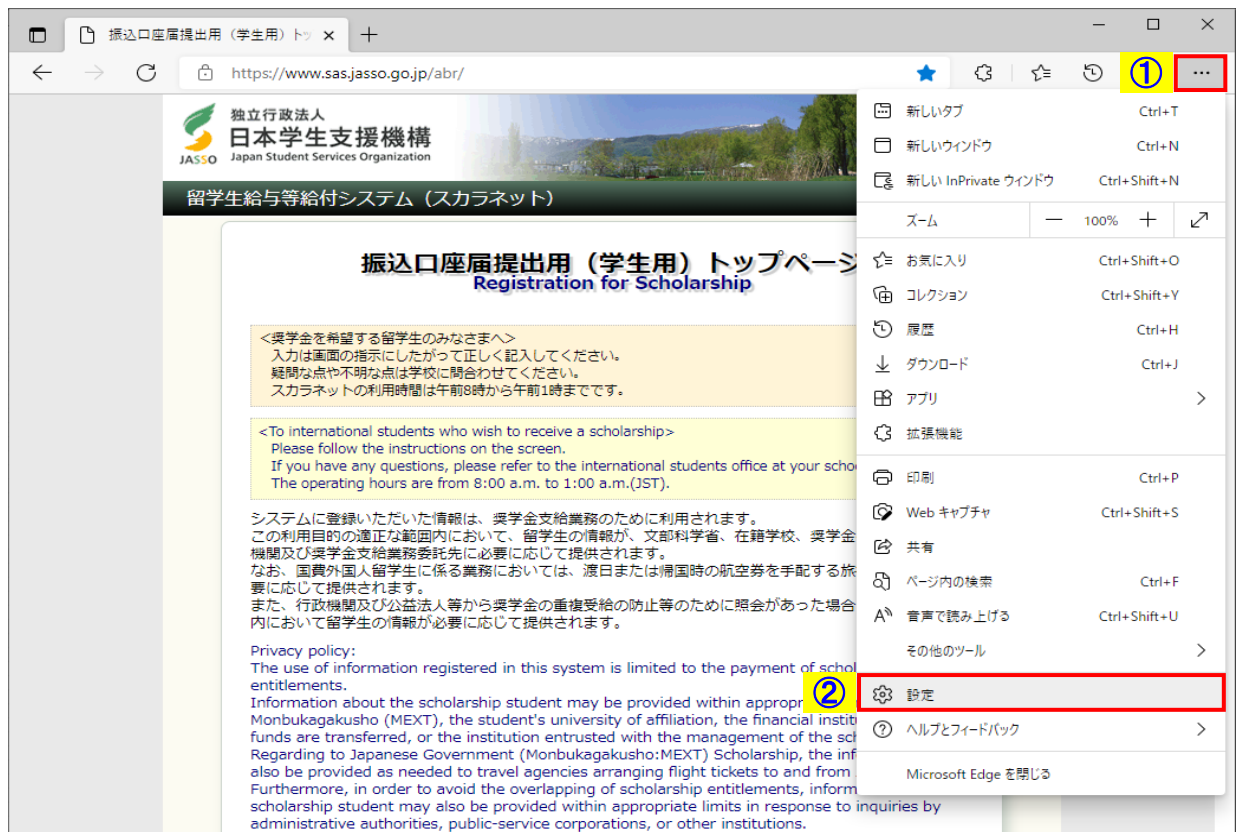 振込口座届提出用（学生用）ト
https://www.sas.jasso.go.jp/abr/
①
…
独立行政法人
日本学生支援機構
JASSO Japan Student Services Organization
留学生給与等給付システム（スカラネット）
振込口座届提出用（学生用）トップページ
Registration for Scholarship
＜奨学金を希望する留学生のみなさまへ＞
入力は画面の指示にしたがって正しく記入してください。
疑問な点や不明な点は学校に問合わせてください。
スカラネットの利用時間は午前8時から午前1時までです。
<To international students who wish to receive a scholarship>
Please follow the instructions on the screen.
If you have any questions, please refer to the international students office at your schoo
The operating hours are from 8:00 a.m. to 1:00 a.m.(JST).
システムに登録いただいた情報は、奨学金支給業務のために利用されます。
この利用目的の適正な範囲内において、留学生の情報が、文部科学省、在籍学校、奨学金
機関及び奨学金支給業務委託先に必要に応じて提供されます。
なお、国費外国人留学生に係る業務においては、渡日または帰国時の航空券を手配する旅
要に応じて提供されます。
また、行政機関及び公益法人等から奨学金の重複受給の防止等のために照会があった場合
内において留学生の情報が必要に応じて提供されます。
Privacy policy:
The use of information registered in this system is limited to the payment of schol
entitlements.
Information about the scholarship student may be provided within appropr
Monbukagakusho (MEXT), the student's university of affiliation, the financial institu
funds are transferred, or the institution entrusted with the management of the sch
Regarding to Japanese Government (Monbukagakusho:MEXT) Scholarship, the inf
also be provided as needed to travel agencies arranging flight tickets to and from
Furthermore, in order to avoid the overlapping of scholarship entitlements, inform
scholarship student may also be provided within appropriate limits in response to inquiries by
administrative authorities, public-service corporations, or other institutions.
新しいタブ Ctrl+T
新しいウィンドウ Ctrl+N
新しい InPrivate ウィンドウ Ctrl+Shift+N
ズーム 100%
お気に入り Ctrl+Shift+O
コレクション Ctrl+Shift+Y
履歴 Ctrl+H
ダウンロード Ctrl+J
アプリ
拡張機能
印刷 Ctrl+P
Web キャプチャ Ctrl+Shift+S
共有
ページ内の検索 Ctrl+F
音声で読み上げる Ctrl+Shift+U
その他のツール
② 設定
ヘルプとフィードバック
Microsoft Edge を閉じる